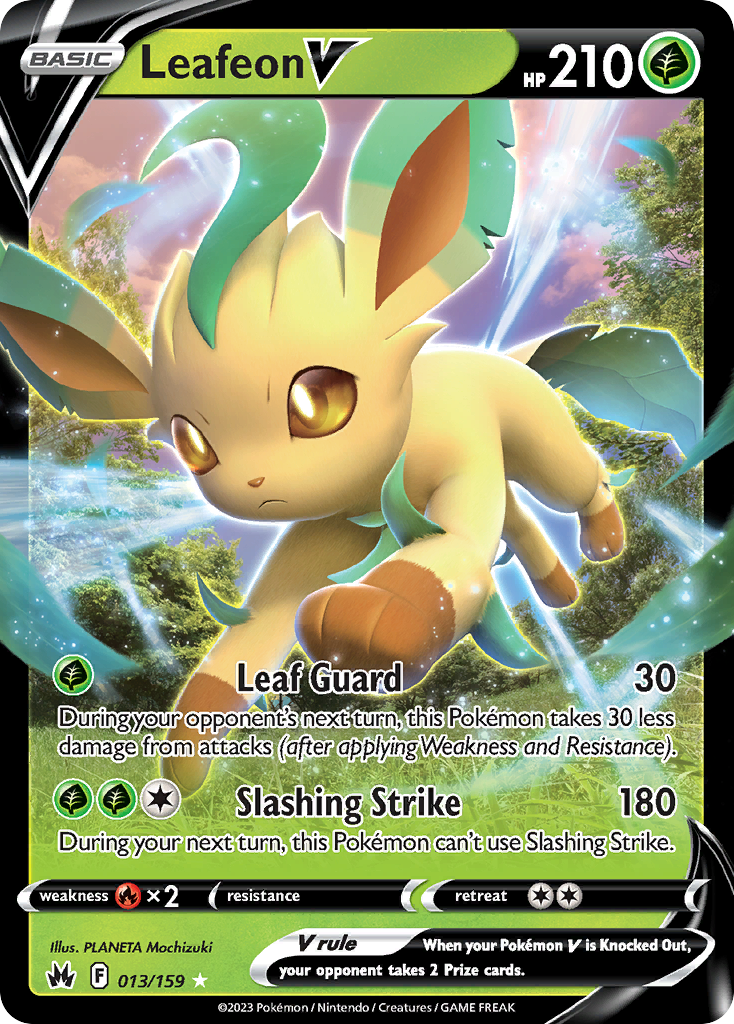 BASIC
Leafeon V
HP 210
Leaf Guard 30
During your opponent's next turn, this Pokémon takes 30 less
damage from attacks (after applying Weakness and Resistance).
Slashing Strike 180
During your next turn, this Pokémon can't use Slashing Strike.
weakness ×2 resistance retreat
Illus. PLANETA Mochizuki
V rule When your Pokémon V is Knocked Out,
your opponent takes 2 Prize cards.
F 013/159 ★
©2023 Pokémon / Nintendo / Creatures / GAME FREAK